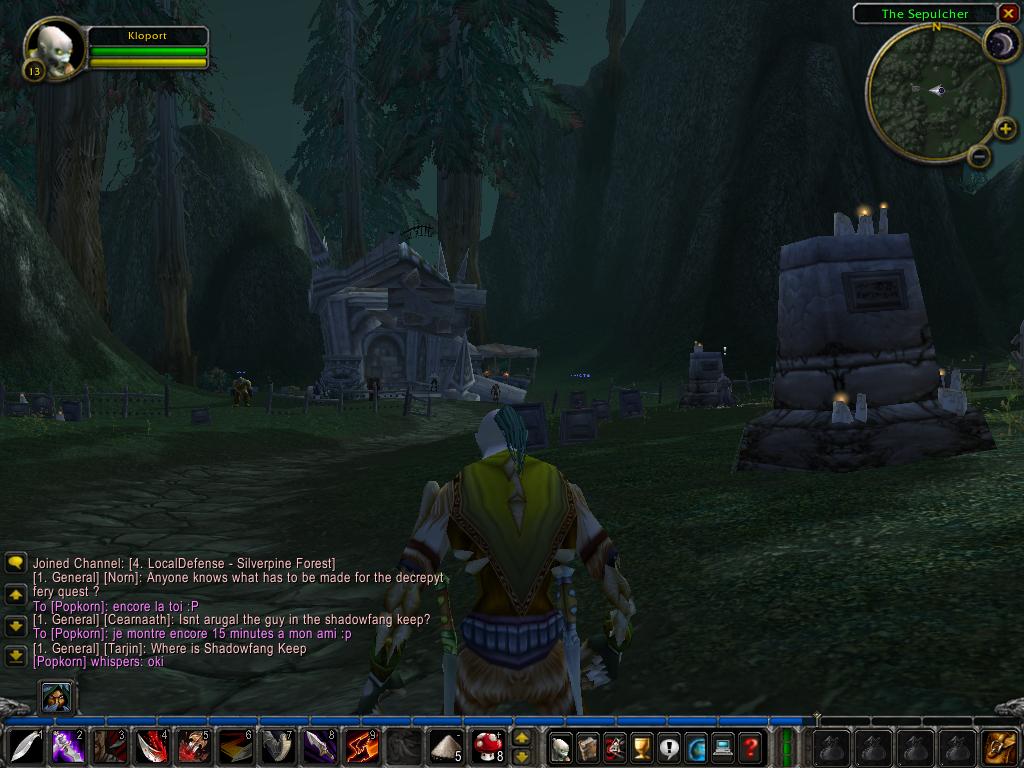 Kloport
13
The Sepulcher
N
Joined Channel: [4. LocalDefense - Silverpine Forest]
[1. General] [Norn]: Anyone knows what has to be made for the decrepyt
fery quest ?
To [Popkorn]: encore la toi :P
[1. General] [Cearnaath]: Isnt arugal the guy in the shadowfang keep?
To [Popkorn]: je montre encore 15 minutes a mon ami :p
[1. General] [Tarjin]: Where is Shadowfang Keep
[Popkorn] whispers: oki
1 2 3 4 5 6 7 8 9 - =
5 8